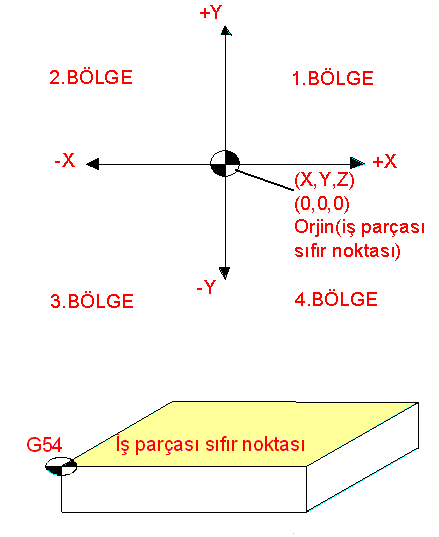 +Y
2.BÖLGE
1.BÖLGE
-X
+X
(X,Y,Z)
(0,0,0)
Orjin(iş parçası
sıfır noktası)
-Y
3.BÖLGE
4.BÖLGE
G54
İş parçası sıfır noktası